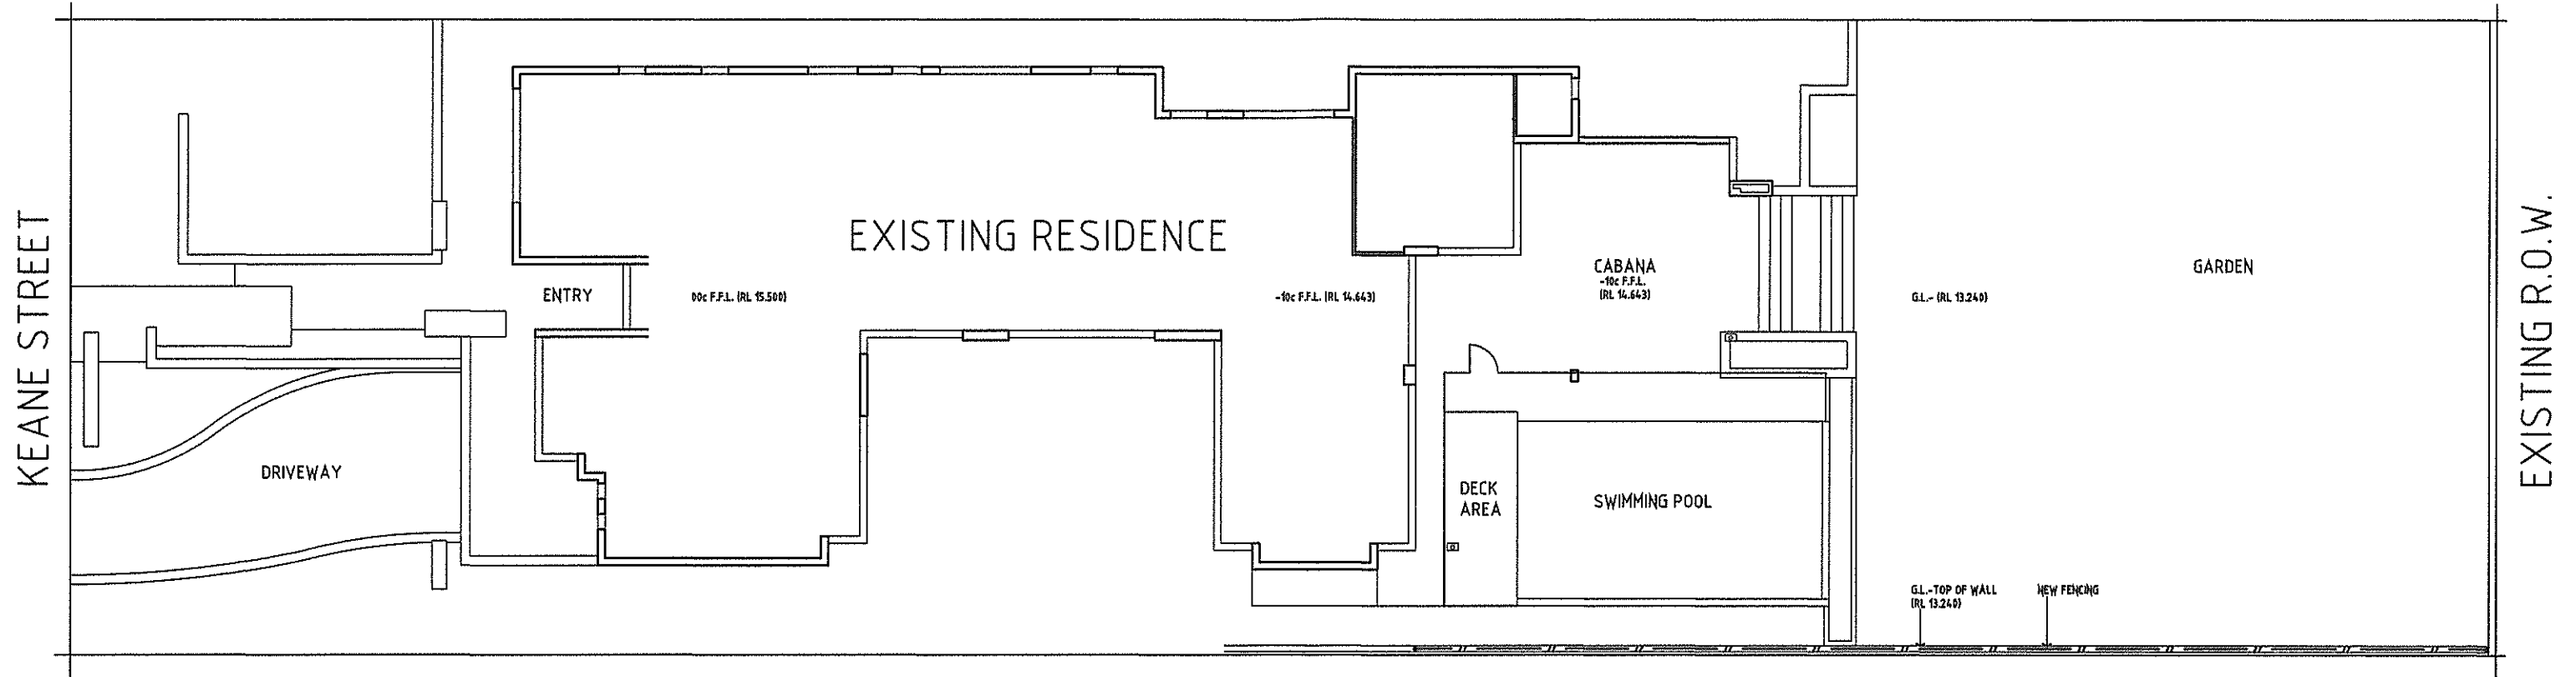 KEANE STREET
EXISTING RESIDENCE
ENTRY
00c F.F.L. (RL 15.500)
-10c F.F.L. (RL 14.643)
CABANA
-10c F.F.L.
(RL 14.643)
G.L.- (RL 13.240)
GARDEN
EXISTING R.O.W.
DRIVEWAY
DECK
AREA
SWIMMING POOL
G.L.-TOP OF WALL
(RL 13.240)
NEW FENCING